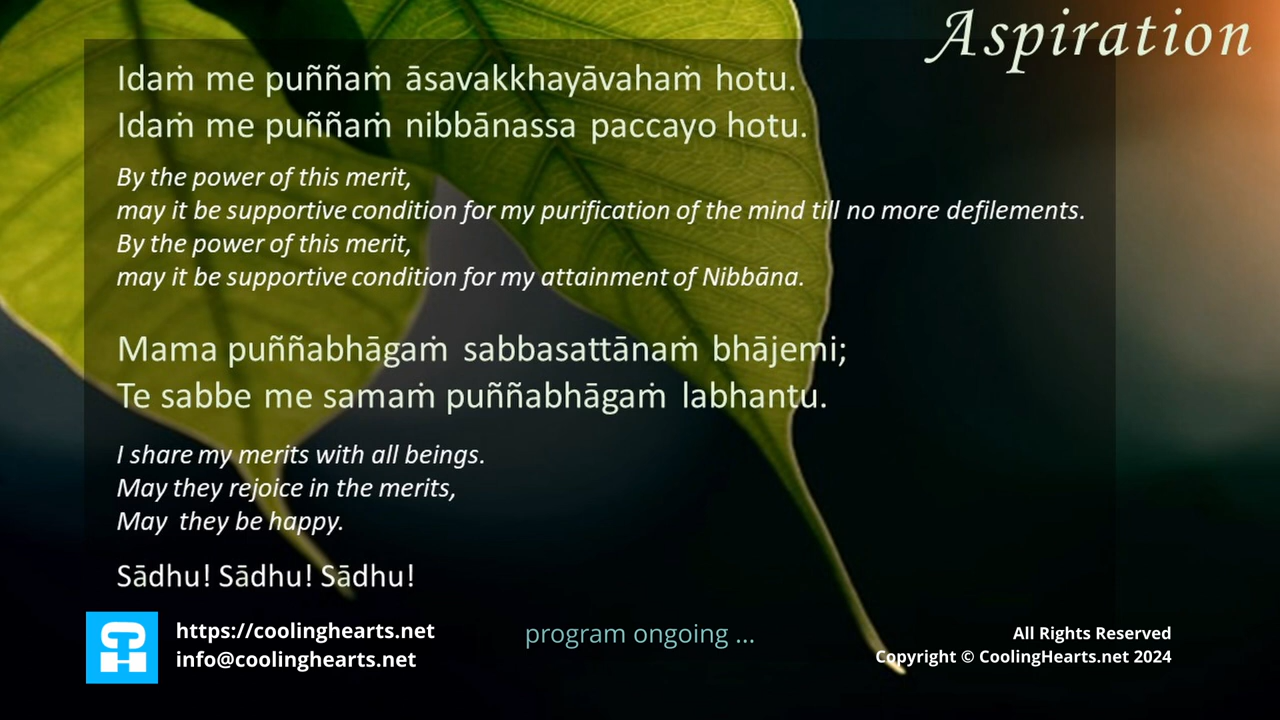 Aspiration
Idaṁ me puññaṁ āsavakkhayāvahaṁ hotu.
Idaṁ me puññaṁ nibbānassa paccayo hotu.
By the power of this merit,
may it be supportive condition for my purification of the mind till no more defilements.
By the power of this merit,
may it be supportive condition for my attainment of Nibbāna.
Mama puññabhāgaṁ sabbasattānaṁ bhājemi;
Te sabbe me samaṁ puññabhāgaṁ labhantu.
I share my merits with all beings.
May they rejoice in the merits,
May they be happy.
Sādhu! Sādhu! Sādhu!
https://coolinghearts.net
info@coolinghearts.net
program ongoing ...
All Rights Reserved
Copyright © CoolingHearts.net 2024